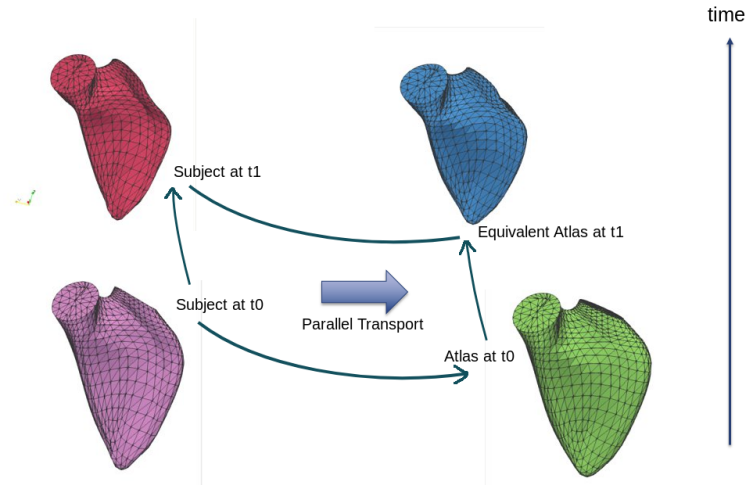 time
Subject at t1
Equivalent Atlas at t1
Subject at t0
Parallel Transport
Atlas at t0